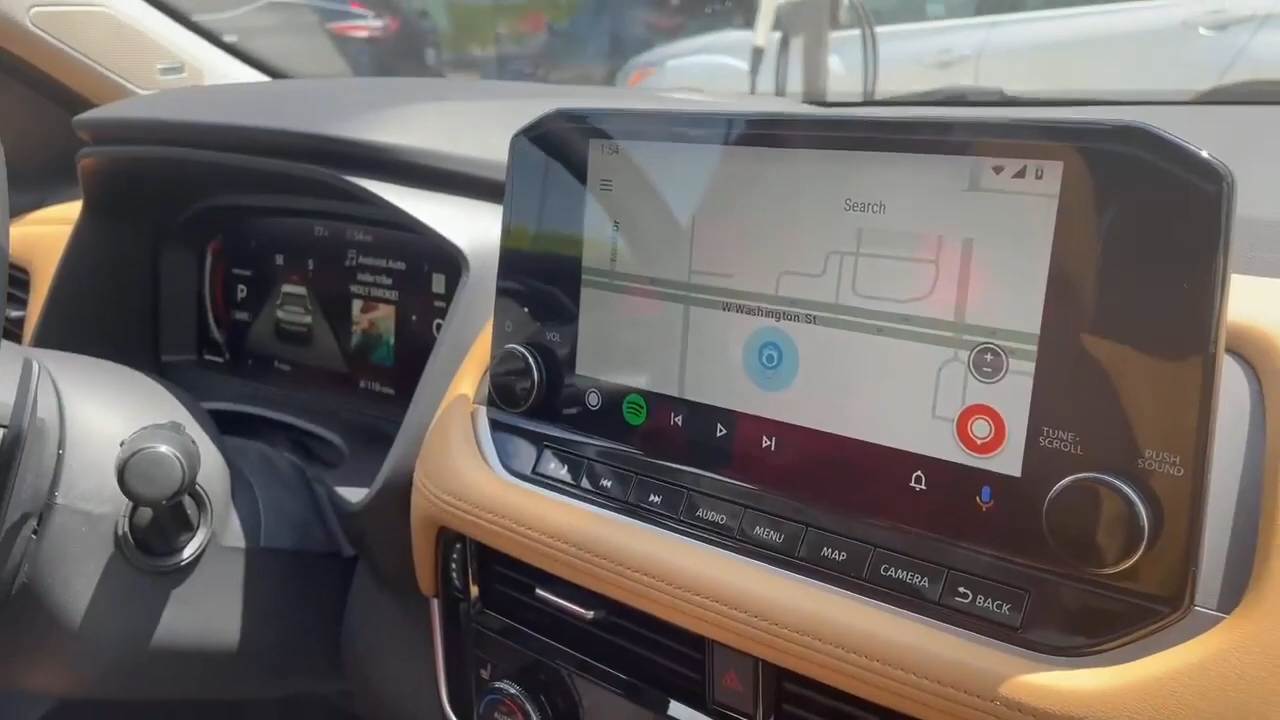 1:54
Search
W Washington St
VOL
TUNE-
SCROLL
PUSH
SOUND
AUDIO
MENU
MAP
CAMERA
BACK
P
Android Auto
HOLY SMOKE!